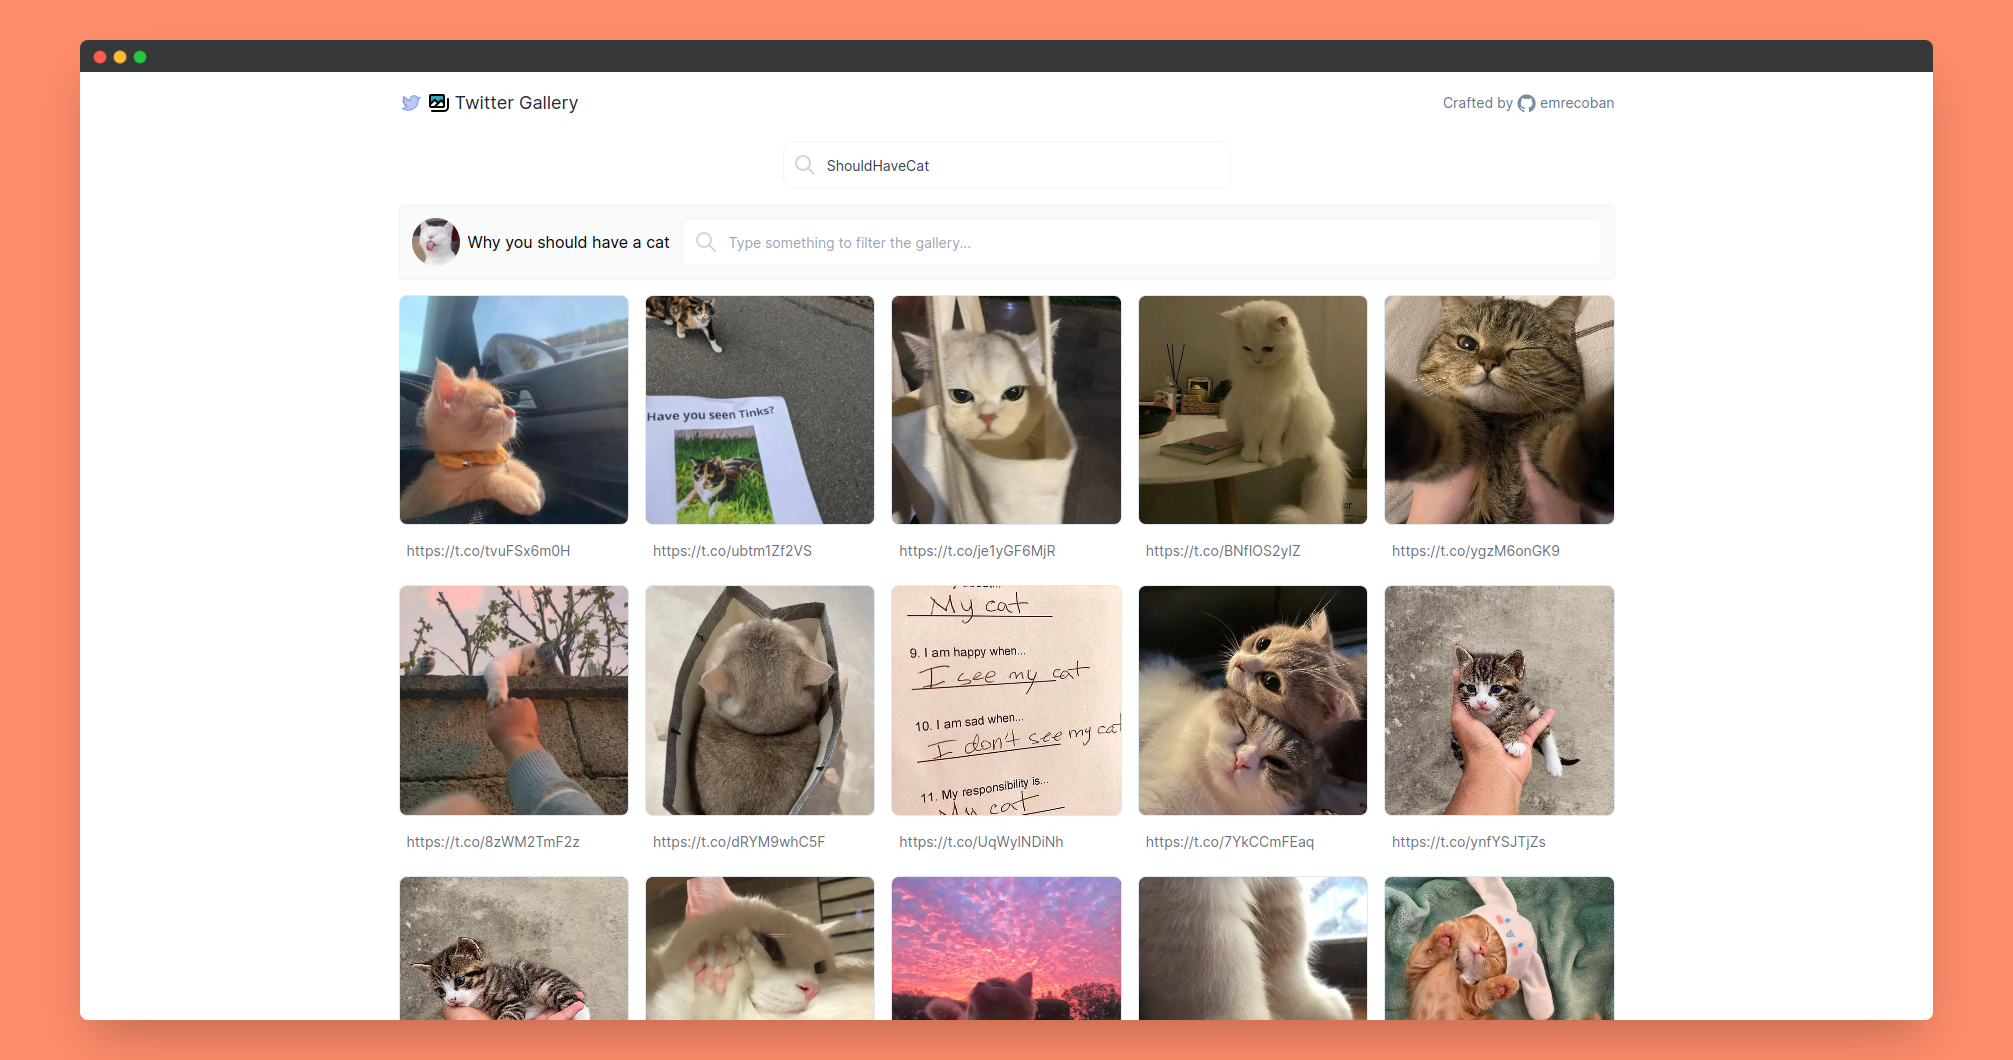 Twitter Gallery
Crafted by emrecoban
ShouldHaveCat
Why you should have a cat
Type something to filter the gallery...
Have you seen Tinks?
https://t.co/tvuFSx6m0H
https://t.co/ubtm1Zf2VS
https://t.co/je1yGF6MjR
https://t.co/BNfIOS2yIZ
https://t.co/ygzM6onGK9
My cat
9. I am happy when...
I see my cat
10. I am sad when...
I don't see my cat
11. My responsibility is...
My cat
https://t.co/8zWM2TmF2z
https://t.co/dRYM9whC5F
https://t.co/UqWylNDiNh
https://t.co/7YkCCmFEaq
https://t.co/ynfYSJTjZs